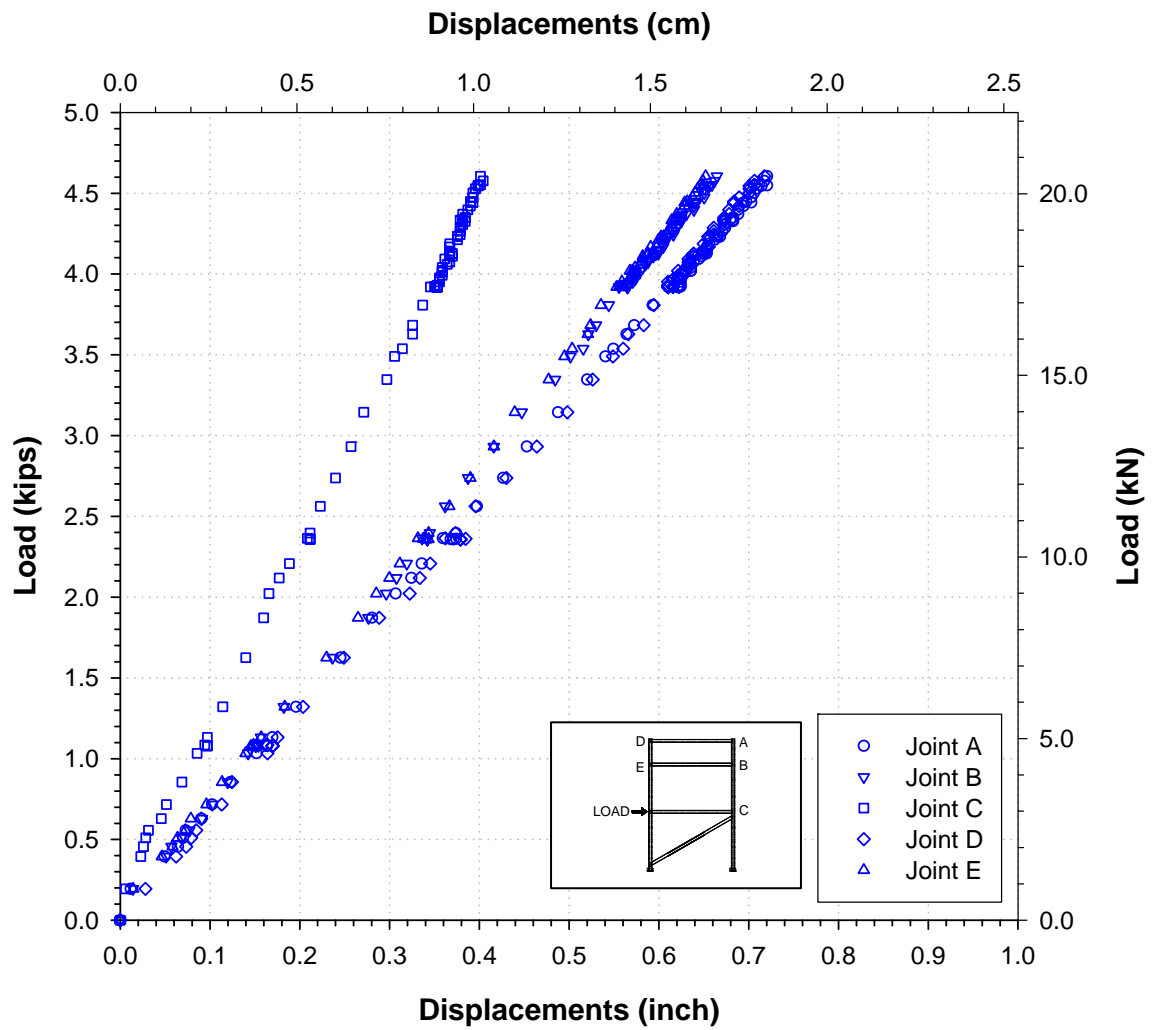 Displacements (cm)
0.0 0.5 1.0 1.5 2.0 2.5
5.0
4.5
4.0
3.5
3.0
2.5
2.0
1.5
1.0
0.5
0.0
Load (kips)
20.0
15.0
10.0
5.0
0.0
Load (kN)
D A
E B
LOAD C
Joint A
Joint B
Joint C
Joint D
Joint E
0.0 0.1 0.2 0.3 0.4 0.5 0.6 0.7 0.8 0.9 1.0
Displacements (inch)